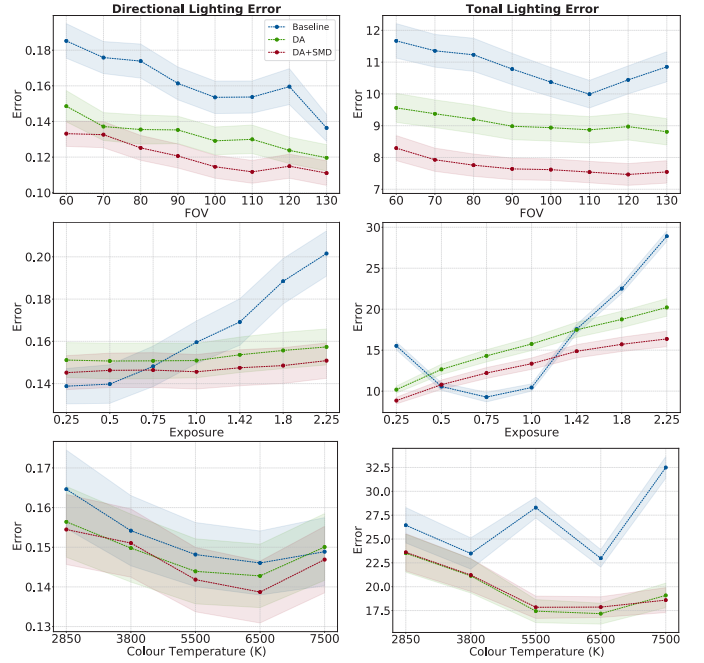 Directional Lighting Error
Tonal Lighting Error
Baseline
DA
DA+SMD
Error
0.18
0.16
0.14
0.12
0.10
60 70 80 90 100 110 120 130
FOV
Error
12
11
10
9
8
7
60 70 80 90 100 110 120 130
FOV
Error
0.20
0.18
0.16
0.14
0.25 0.5 0.75 1.0 1.42 1.8 2.25
Exposure
Error
30
25
20
15
10
0.25 0.5 0.75 1.0 1.42 1.8 2.25
Exposure
Error
0.17
0.16
0.15
0.14
0.13
2850 3800 5500 6500 7500
Colour Temperature (K)
Error
32.5
30.0
27.5
25.0
22.5
20.0
17.5
2850 3800 5500 6500 7500
Colour Temperature (K)